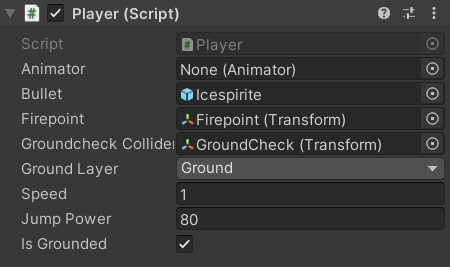 Player (Script)
Script Player
Animator None (Animator)
Bullet Icespirite
Firepoint Firepoint (Transform)
Groundcheck Collider GroundCheck (Transform)
Ground Layer Ground
Speed 1
Jump Power 80
Is Grounded